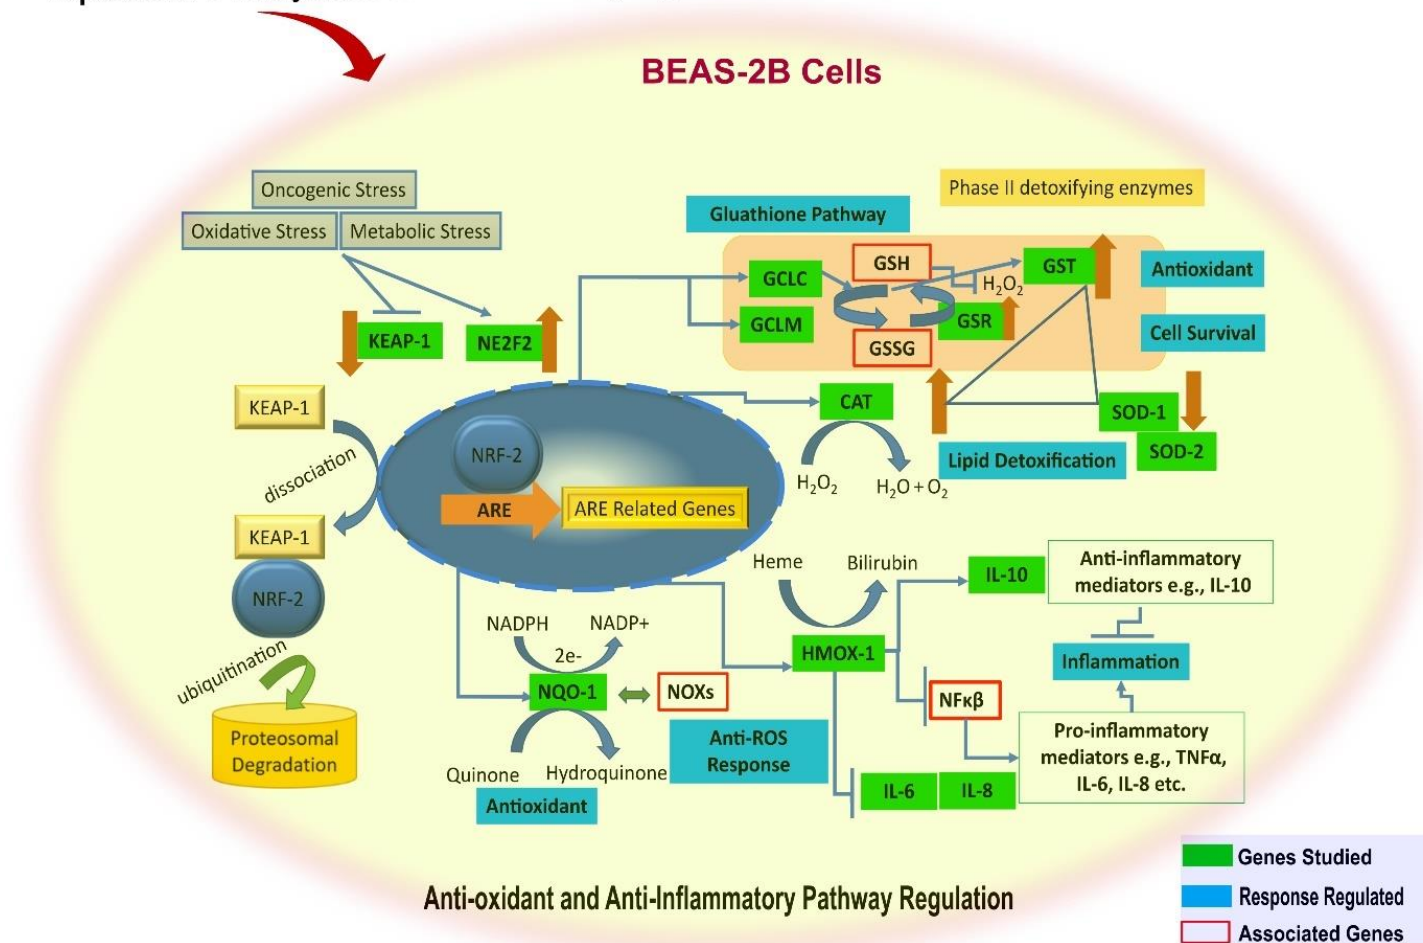 BEAS-2B Cells
Oncogenic Stress
Oxidative Stress
Metabolic Stress
KEAP-1
NE2F2
KEAP-1
dissociation
KEAP-1
NRF-2
ubiquitination
Proteosomal
Degradation
NRF-2
ARE
ARE Related Genes
Gluathione Pathway
Phase II detoxifying enzymes
GCLC
GCLM
GSH
GSSG
H₂O₂
GSR
GST
Antioxidant
Cell Survival
CAT
H₂O₂
H₂O + O₂
Lipid Detoxification
SOD-1
SOD-2
Heme
Bilirubin
HMOX-1
IL-10
Anti-inflammatory
mediators e.g., IL-10
Inflammation
NFκβ
Pro-inflammatory
mediators e.g., TNFα,
IL-6, IL-8 etc.
IL-6
IL-8
NADPH
NADP+
2e-
NQO-1
NOXs
Quinone
Hydroquinone
Antioxidant
Anti-ROS
Response
Anti-oxidant and Anti-Inflammatory Pathway Regulation
Genes Studied
Response Regulated
Associated Genes